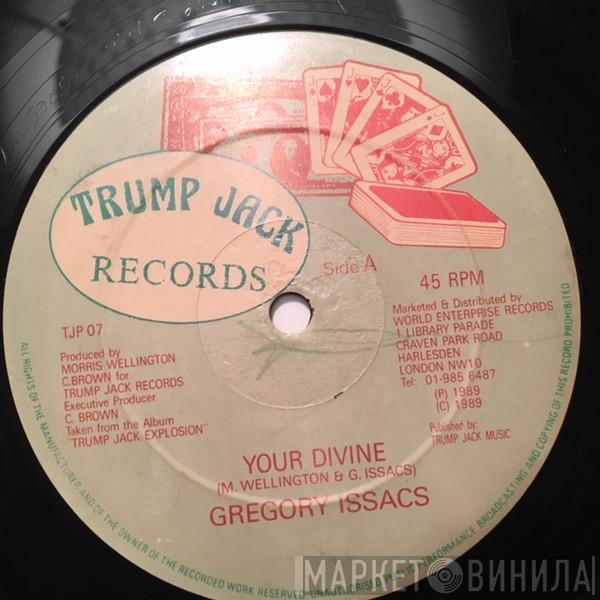 TRUMP JACK
RECORDS
Side A
45 RPM
TJP 07
Produced by
MORRIS WELLINGTON
C.BROWN for
TRUMP JACK RECORDS
Executive Producer
C. BROWN
Taken from the Album
"TRUMP JACK EXPLOSION"
Marketed & Distributed by
WORLD ENTERPRISE RECORDS
1 LIBRARY PARADE
CRAVEN PARK ROAD
HARLESDEN
LONDON NW10
Tel: 01-985 6487
(P) 1989
(C) 1989
Published by:
TRUMP JACK MUSIC
YOUR DIVINE
(M. WELLINGTON & G. ISSACS)
GREGORY ISSACS
ALL RIGHTS OF THE MANUFACTURER AND OF THE OWNER OF THE RECORDED WORK RESERVED UNAUTHORISED PUBLIC PERFORMANCE BROADCASTING AND COPYING OF THIS RECORD PROHIBITED
МАРКЕТ ВИНИЛА